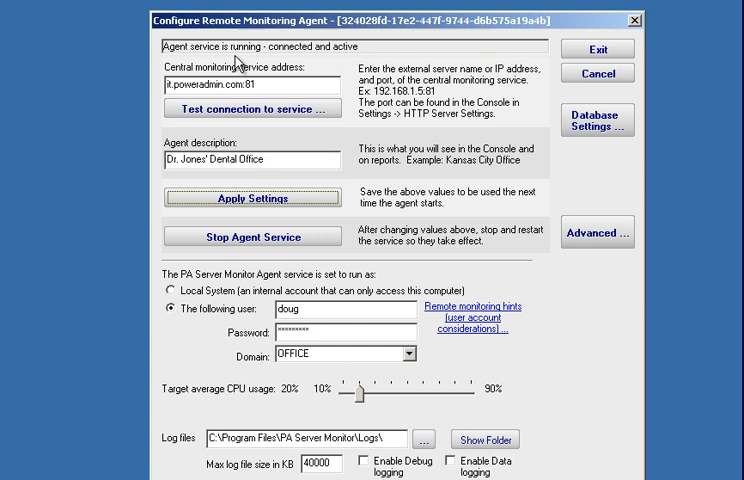 Configure Remote Monitoring Agent - [324028fd-17e2-447f-9744-d6b575a19a4b]
Agent service is running - connected and active
Exit
Central monitoring service address:
Enter the external server name or IP address,
and port, of the central monitoring service.
Ex: 192.168.1.5:81
The port can be found in the Console in
Settings -> HTTP Server Settings.
Cancel
it.poweradmin.com:81
Test connection to service ...
Database
Settings ...
Agent description:
Dr. Jones' Dental Office
This is what you will see in the Console and
on reports. Example: Kansas City Office
Apply Settings
Save the above values to be used the next
time the agent starts.
Stop Agent Service
After changing values above, stop and restart
the service so they take effect.
Advanced ...
The PA Server Monitor Agent service is set to run as:
Local System (an internal account that can only access this computer)
The following user:
doug
Remote monitoring hints
(user account
considerations) ...
Password:
*********
Domain:
OFFICE
Target average CPU usage: 20% 10% 90%
Log files
C:\Program Files\PA Server Monitor\Logs\
...
Show Folder
Max log file size in KB
40000
Enable Debug
logging
Enable Data
logging